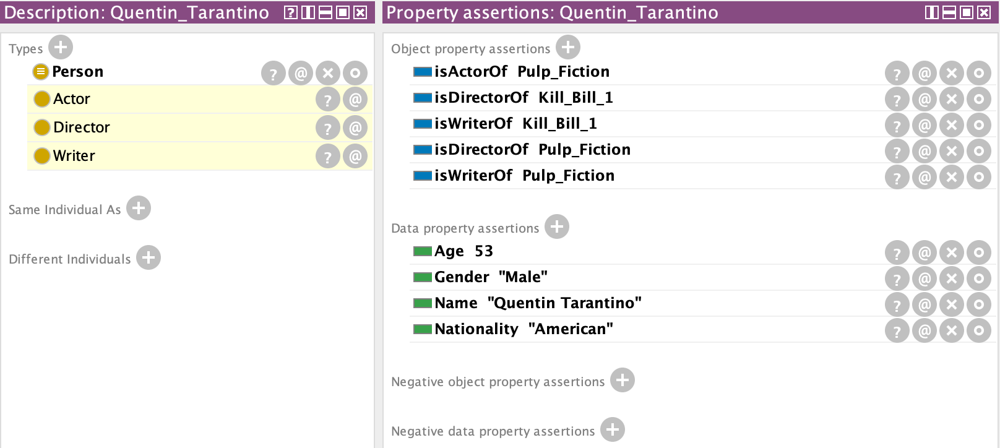 Description: Quentin_Tarantino
Types
Person
Actor
Director
Writer
Same Individual As
Different Individuals
Property assertions: Quentin_Tarantino
Object property assertions
isActorOf Pulp_Fiction
isDirectorOf Kill_Bill_1
isWriterOf Kill_Bill_1
isDirectorOf Pulp_Fiction
isWriterOf Pulp_Fiction
Data property assertions
Age 53
Gender "Male"
Name "Quentin Tarantino"
Nationality "American"
Negative object property assertions
Negative data property assertions